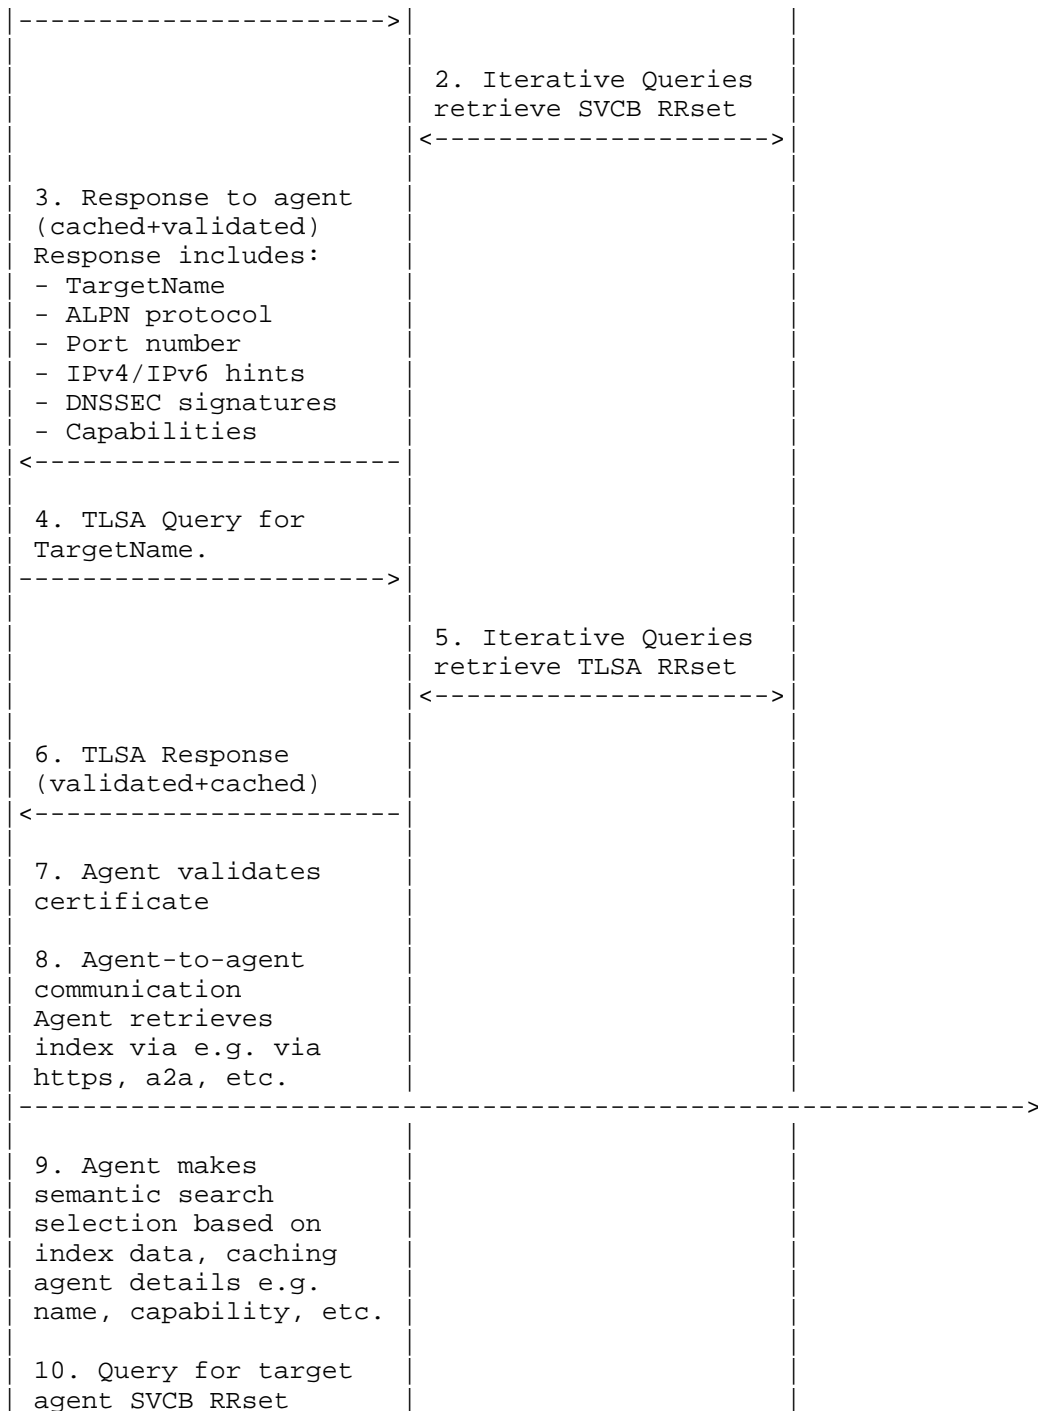 |----------------------->|                        |
|                        |                        |
|                        | 2. Iterative Queries   |
|                        | retrieve SVCB RRset    |
|                        |<--------------------->|
|                        |                        |
| 3. Response to agent   |                        |
| (cached+validated)     |                        |
| Response includes:     |                        |
| - TargetName           |                        |
| - ALPN protocol        |                        |
| - Port number          |                        |
| - IPv4/IPv6 hints      |                        |
| - DNSSEC signatures    |                        |
| - Capabilities         |                        |
|<-----------------------|                        |
|                        |                        |
| 4. TLSA Query for      |                        |
| TargetName.            |                        |
|----------------------->|                        |
|                        |                        |
|                        | 5. Iterative Queries   |
|                        | retrieve TLSA RRset    |
|                        |<--------------------->|
|                        |                        |
| 6. TLSA Response       |                        |
| (validated+cached)     |                        |
|<-----------------------|                        |
|                        |                        |
| 7. Agent validates     |                        |
| certificate            |                        |
|                        |                        |
| 8. Agent-to-agent      |                        |
| communication          |                        |
| Agent retrieves        |                        |
| index via e.g. via     |                        |
| https, a2a, etc.       |                        |
|--------------------------------------------------------------->
|                        |                        |
| 9. Agent makes         |                        |
| semantic search        |                        |
| selection based on     |                        |
| index data, caching    |                        |
| agent details e.g.     |                        |
| name, capability, etc. |                        |
|                        |                        |
| 10. Query for target   |                        |
| agent SVCB RRset       |                        |